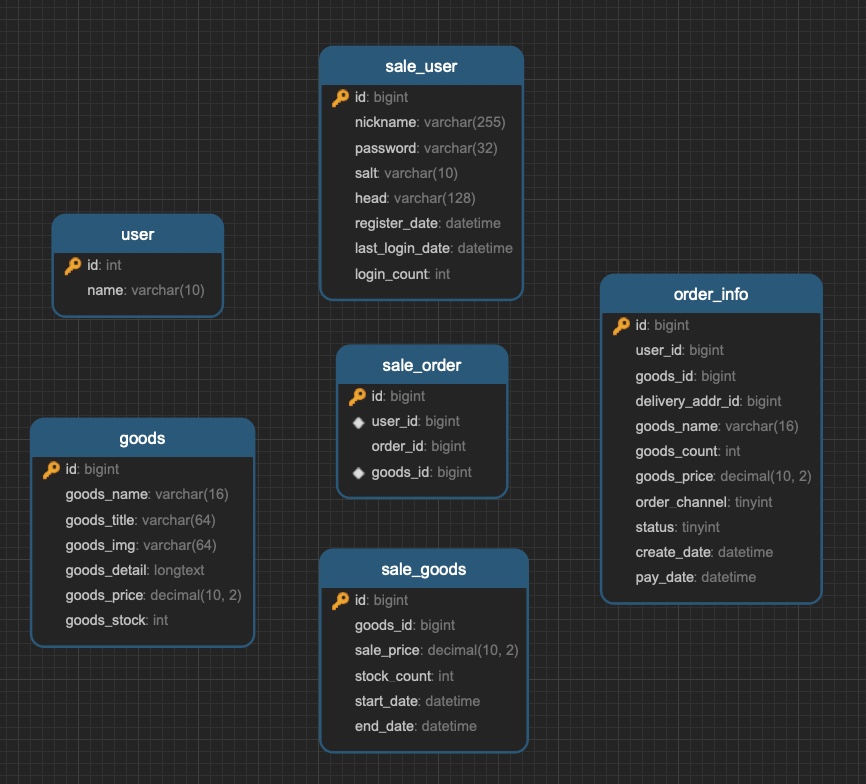 sale_user
id: bigint
nickname: varchar(255)
password: varchar(32)
salt: varchar(10)
head: varchar(128)
register_date: datetime
last_login_date: datetime
login_count: int
user
id: int
name: varchar(10)
order_info
id: bigint
user_id: bigint
goods_id: bigint
delivery_addr_id: bigint
goods_name: varchar(16)
goods_count: int
goods_price: decimal(10, 2)
order_channel: tinyint
status: tinyint
create_date: datetime
pay_date: datetime
sale_order
id: bigint
user_id: bigint
order_id: bigint
goods_id: bigint
goods
id: bigint
goods_name: varchar(16)
goods_title: varchar(64)
goods_img: varchar(64)
goods_detail: longtext
goods_price: decimal(10, 2)
goods_stock: int
sale_goods
id: bigint
goods_id: bigint
sale_price: decimal(10, 2)
stock_count: int
start_date: datetime
end_date: datetime